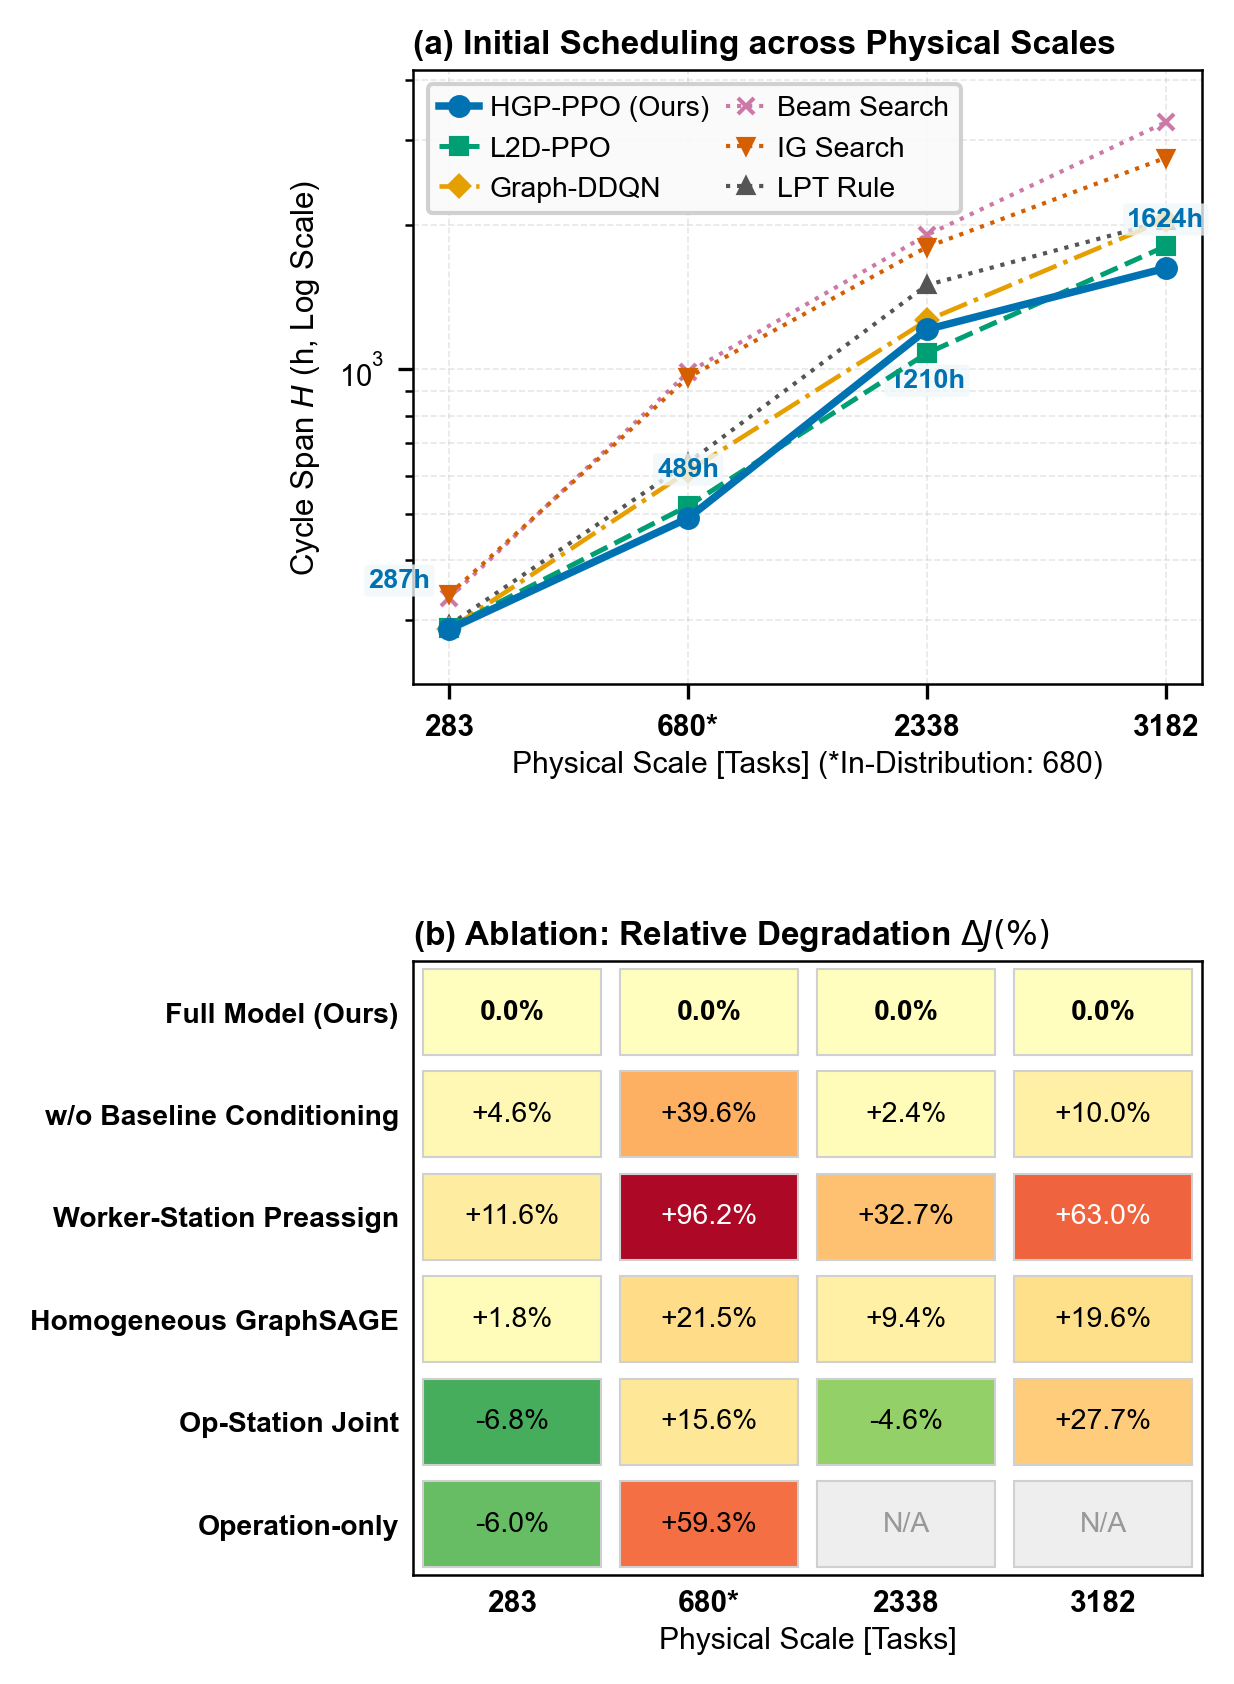 (a) Initial Scheduling across Physical Scales
HGP-PPO (Ours)
L2D-PPO
Graph-DDQN
Beam Search
IG Search
LPT Rule
Cycle Span H (h, Log Scale)
10³
287h
489h
1210h
1624h
283 680* 2338 3182
Physical Scale [Tasks] (*In-Distribution: 680)
(b) Ablation: Relative Degradation ΔJ(%)
Full Model (Ours) 0.0% 0.0% 0.0% 0.0%
w/o Baseline Conditioning +4.6% +39.6% +2.4% +10.0%
Worker-Station Preassign +11.6% +96.2% +32.7% +63.0%
Homogeneous GraphSAGE +1.8% +21.5% +9.4% +19.6%
Op-Station Joint -6.8% +15.6% -4.6% +27.7%
Operation-only -6.0% +59.3% N/A N/A
283 680* 2338 3182
Physical Scale [Tasks]